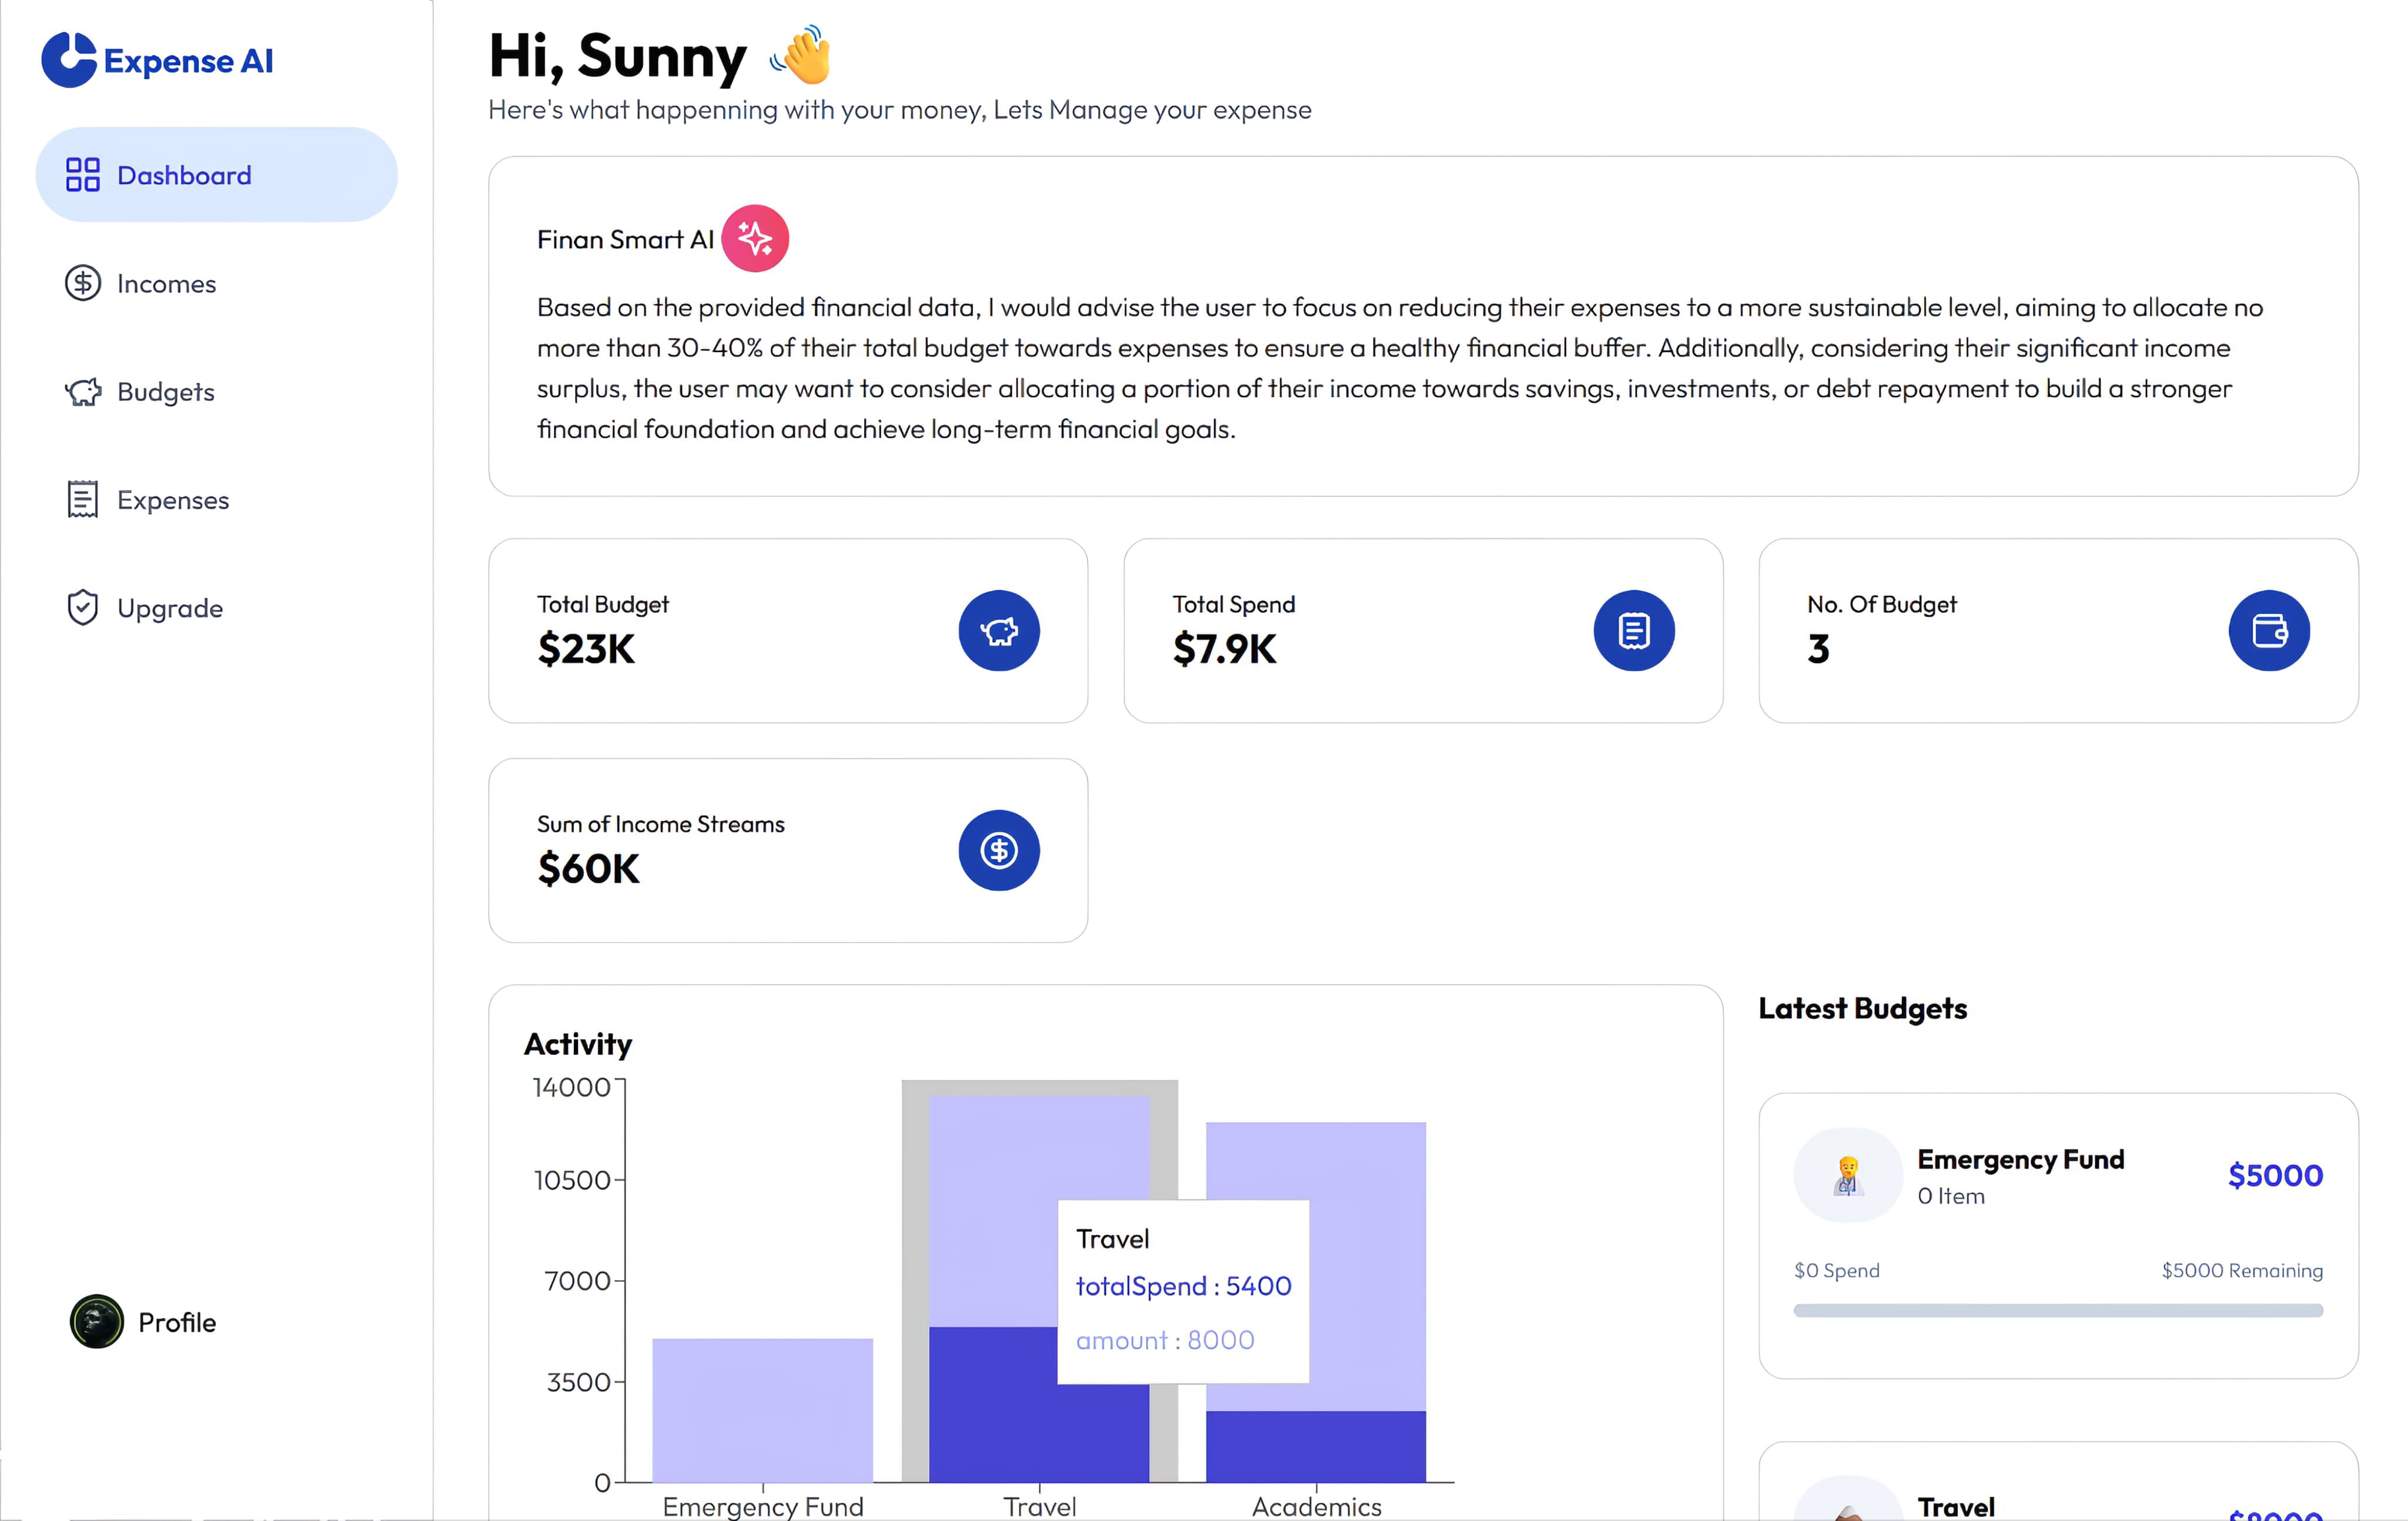 Expense AI
Dashboard
Incomes
Budgets
Expenses
Upgrade
Profile
Hi, Sunny 👋
Here's what happenning with your money, Lets Manage your expense
Finan Smart AI
Based on the provided financial data, I would advise the user to focus on reducing their expenses to a more sustainable level, aiming to allocate no
more than 30-40% of their total budget towards expenses to ensure a healthy financial buffer. Additionally, considering their significant income
surplus, the user may want to consider allocating a portion of their income towards savings, investments, or debt repayment to build a stronger
financial foundation and achieve long-term financial goals.
Total Budget
$23K
Total Spend
$7.9K
No. Of Budget
3
Sum of Income Streams
$60K
Activity
14000
10500
7000
3500
0
Emergency Fund
Travel
Academics
Travel
totalSpend : 5400
amount : 8000
Latest Budgets
Emergency Fund
0 Item
$5000
$0 Spend
$5000 Remaining
Travel
$8000